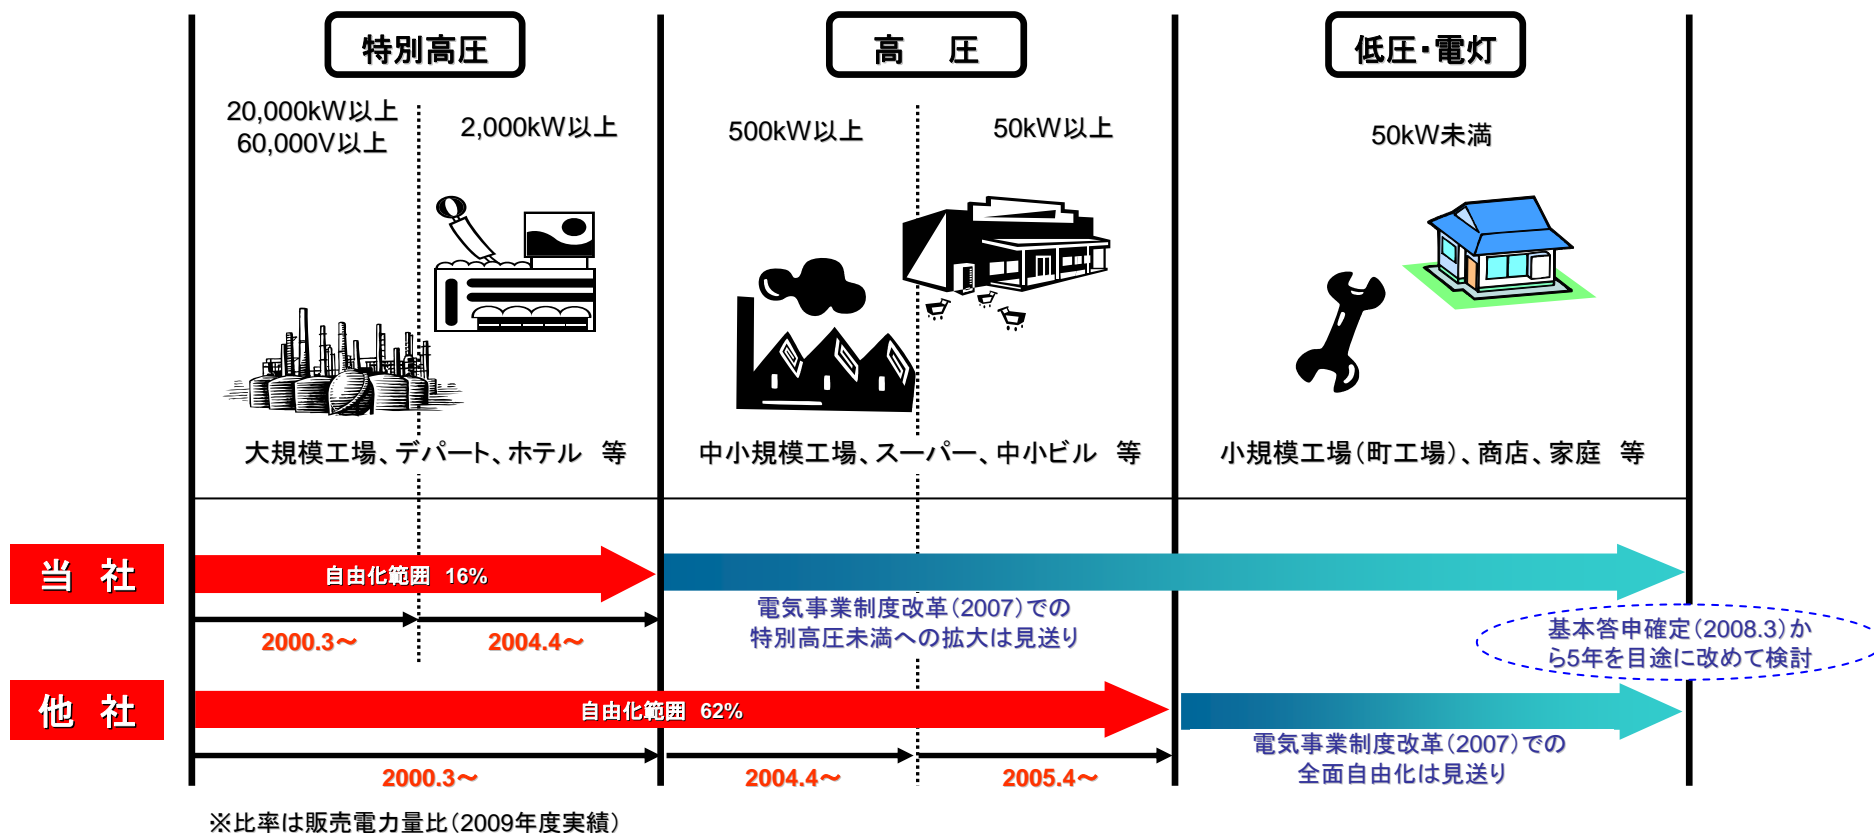 特別高圧
高　圧
低圧・電灯
20,000kW以上
60,000V以上
2,000kW以上
500kW以上
50kW以上
50kW未満
大規模工場、デパート、ホテル　等
中小規模工場、スーパー、中小ビル　等
小規模工場（町工場）、商店、家庭　等
当　社
自由化範囲　16%
2000.3～
2004.4～
電気事業制度改革（2007）での
特別高圧未満への拡大は見送り
基本答申確定（2008.3）か
ら5年を目途に改めて検討
他　社
自由化範囲　62%
2000.3～
2004.4～
2005.4～
電気事業制度改革（2007）での
全面自由化は見送り
※比率は販売電力量比（2009年度実績）